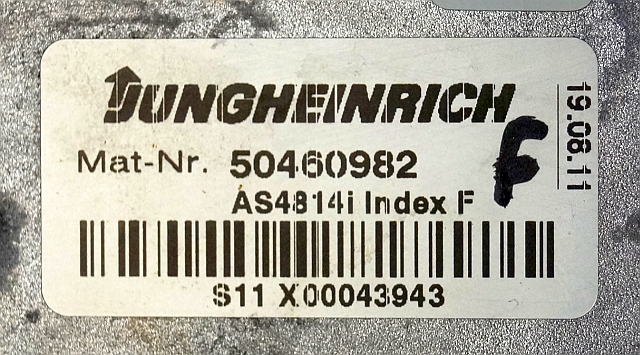 JUNGHEINRICH
Mat-Nr. 50460982
AS4814i Index F
S11 X00043943
F
19.08.11